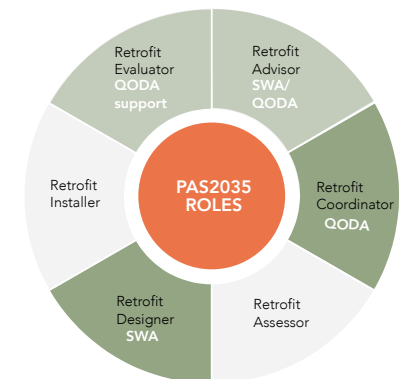 Retrofit
Evaluator
QODA
support
Retrofit
Advisor
SWA/
QODA
Retrofit
Installer
PAS2035
ROLES
Retrofit
Coordinator
QODA
Retrofit
Designer
SWA
Retrofit
Assessor